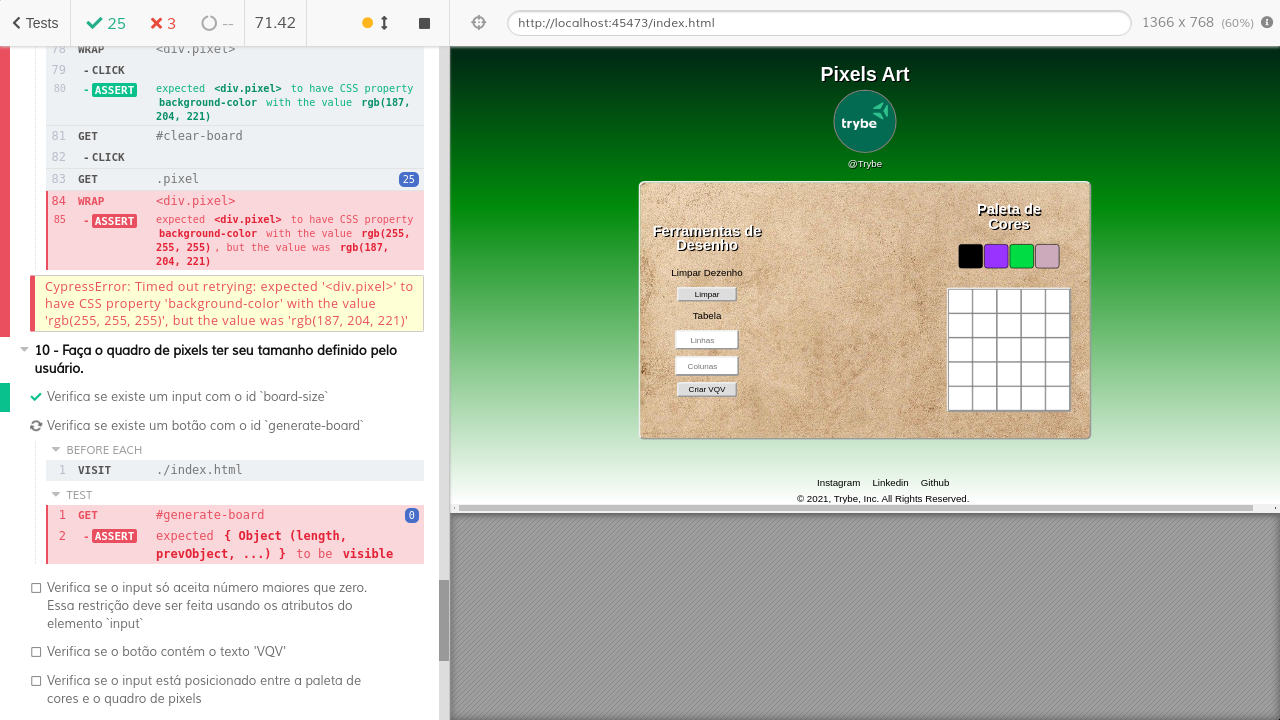 Tests
25
3
--
71.42
http://localhost:45473/index.html
1366 x 768 (60%)
78 WRAP <div.pixel>
79 - CLICK
80 - ASSERT expected <div.pixel> to have CSS property
background-color with the value rgb(187,
204, 221)
81 GET #clear-board
82 - CLICK
83 GET .pixel 25
84 WRAP <div.pixel>
85 - ASSERT expected <div.pixel> to have CSS property
background-color with the value rgb(255,
255, 255), but the value was rgb(187,
204, 221)
CypressError: Timed out retrying: expected '<div.pixel>' to
have CSS property 'background-color' with the value
'rgb(255, 255, 255)', but the value was 'rgb(187, 204, 221)'
10 - Faça o quadro de pixels ter seu tamanho definido pelo
usuário.
Verifica se existe um input com o id `board-size`
Verifica se existe um botão com o id `generate-board`
BEFORE EACH
1 VISIT ./index.html
TEST
1 GET #generate-board 0
2 - ASSERT expected { Object (length,
prevObject, ...) } to be visible
Verifica se o input só aceita número maiores que zero.
Essa restrição deve ser feita usando os atributos do
elemento `input`
Verifica se o botão contém o texto 'VQV'
Verifica se o input está posicionado entre a paleta de
cores e o quadro de pixels
Pixels Art
trybe
@Trybe
Ferramentas de
Desenho
Limpar Dezenho
Limpar
Tabela
Linhas
Colunas
Criar VQV
Paleta de
Cores
Instagram Linkedin Github
© 2021, Trybe, Inc. All Rights Reserved.